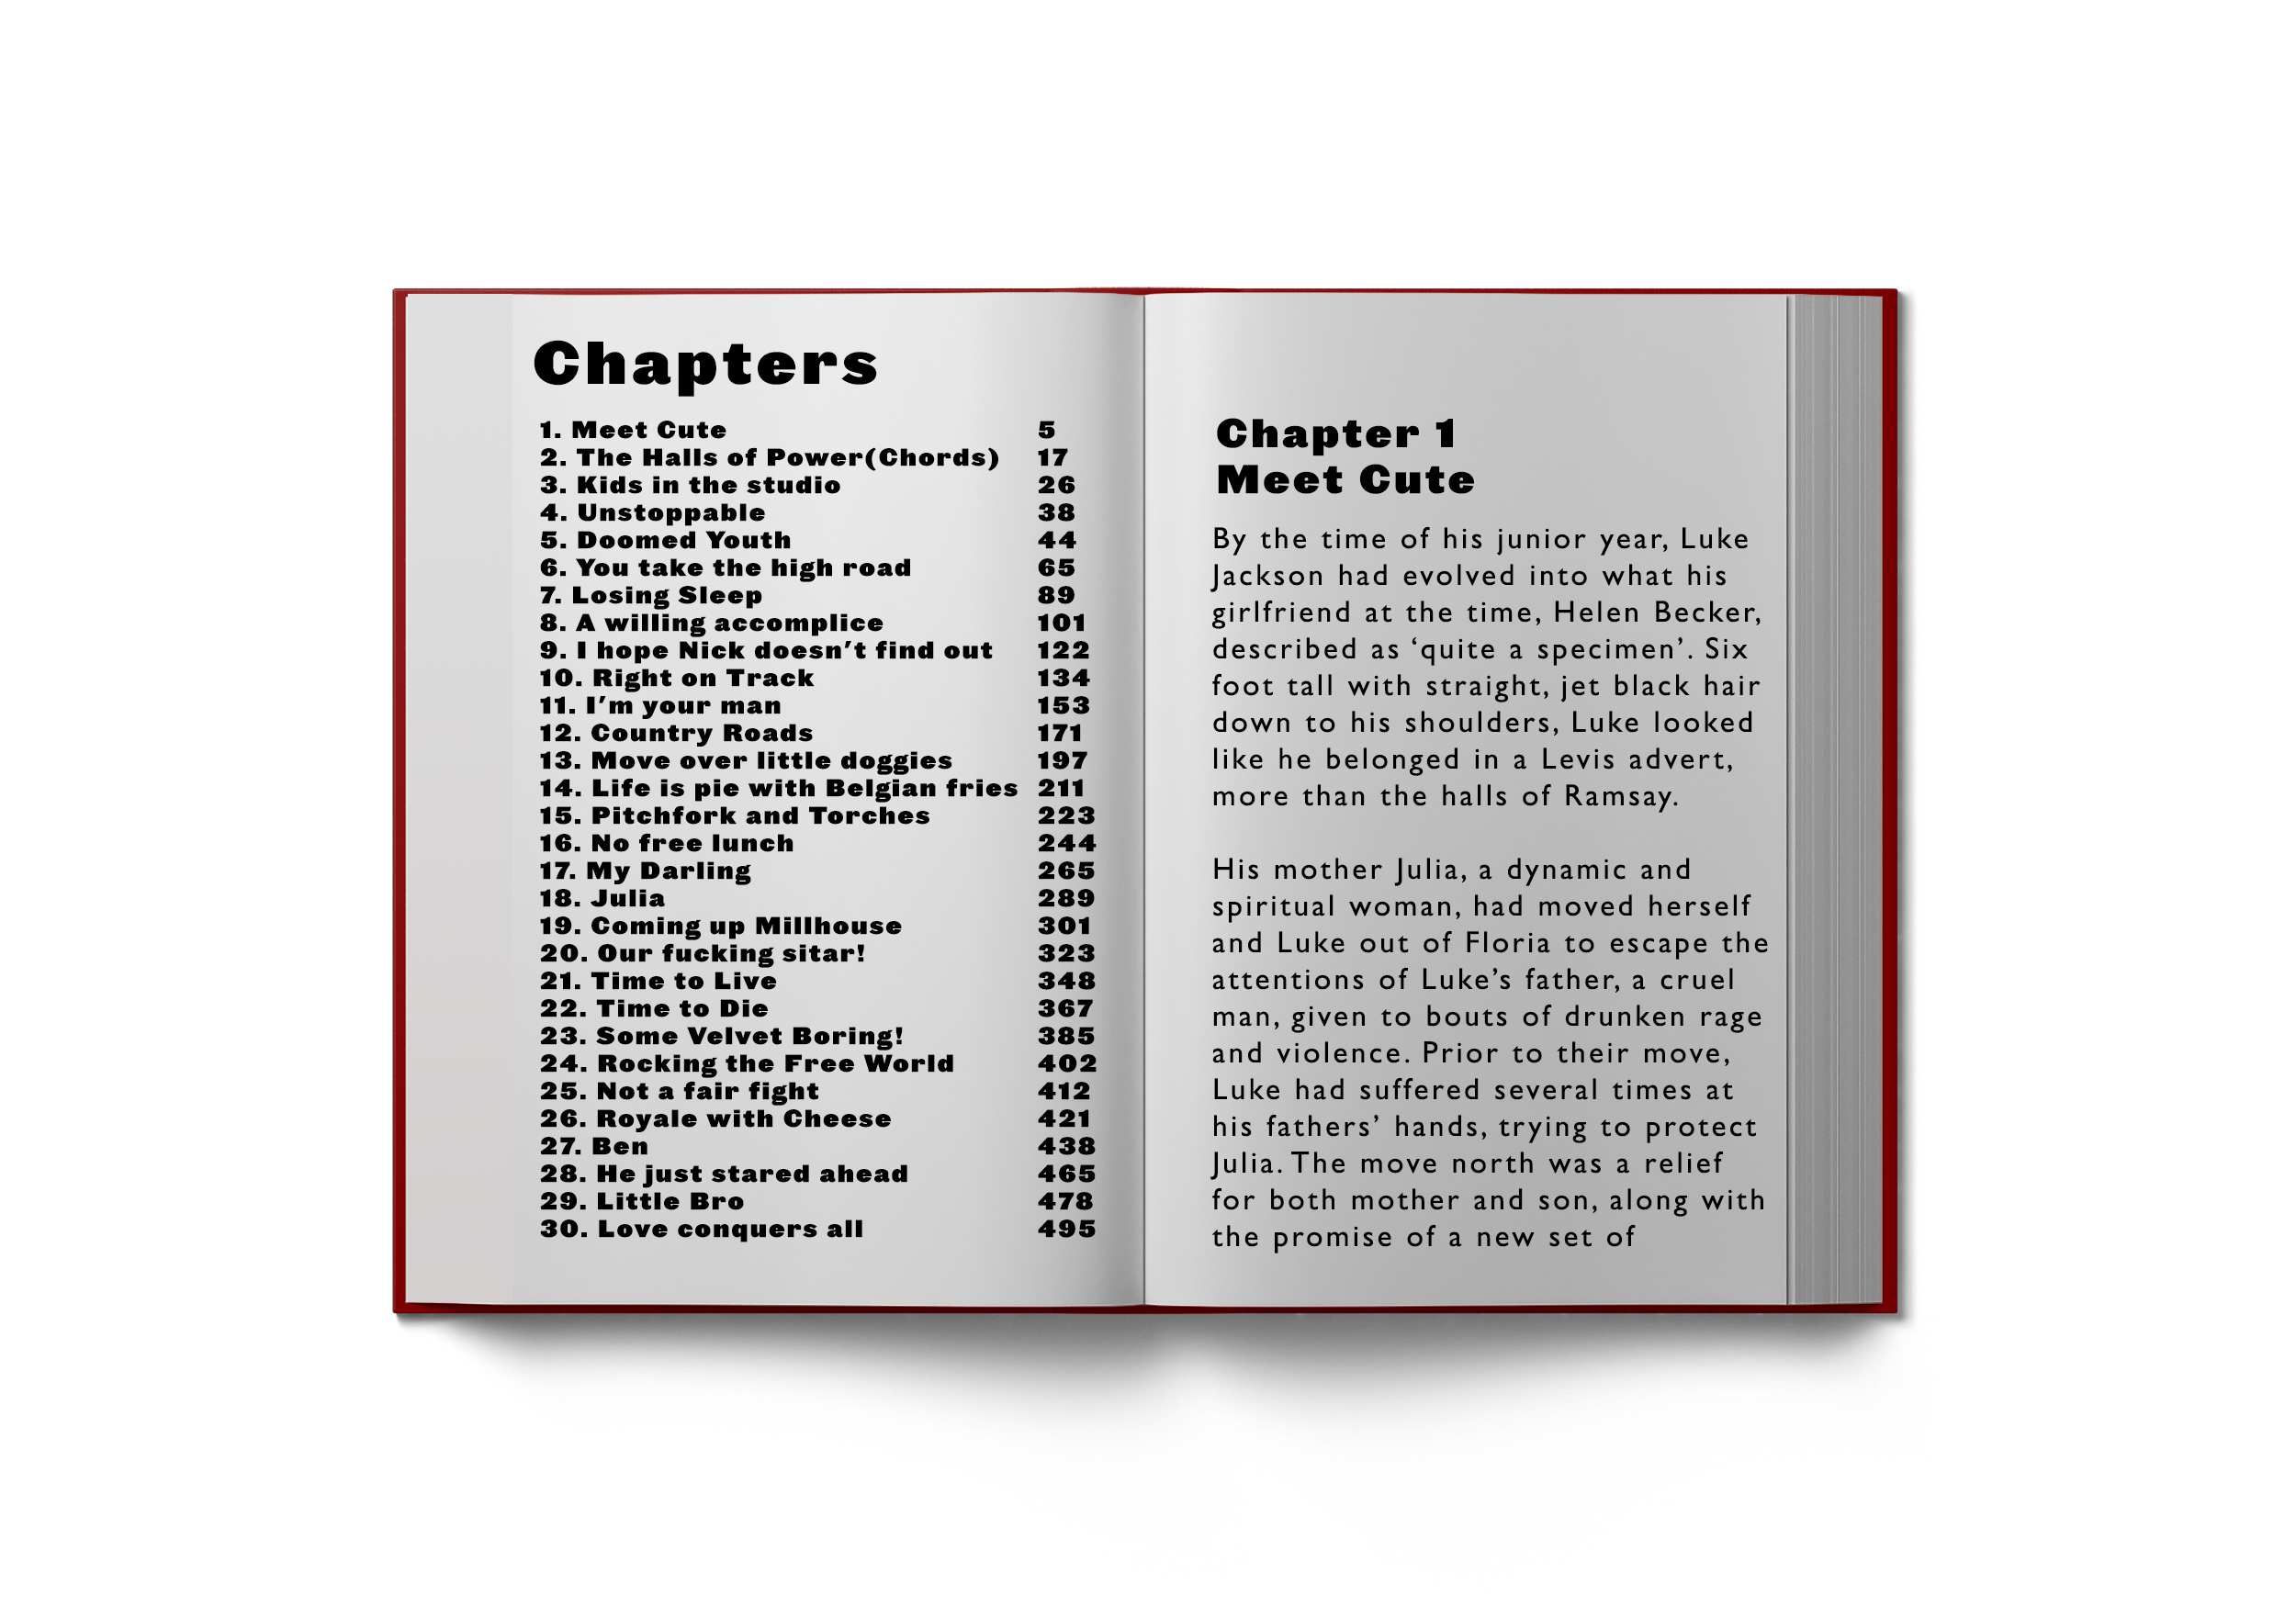 Chapters
1. Meet Cute 5
2. The Halls of Power(Chords) 17
3. Kids in the studio 26
4. Unstoppable 38
5. Doomed Youth 44
6. You take the high road 65
7. Losing Sleep 89
8. A willing accomplice 101
9. I hope Nick doesn't find out 122
10. Right on Track 134
11. I'm your man 153
12. Country Roads 171
13. Move over little doggies 197
14. Life is pie with Belgian fries 211
15. Pitchfork and Torches 223
16. No free lunch 244
17. My Darling 265
18. Julia 289
19. Coming up Millhouse 301
20. Our fucking sitar! 323
21. Time to Live 348
22. Time to Die 367
23. Some Velvet Boring! 385
24. Rocking the Free World 402
25. Not a fair fight 412
26. Royale with Cheese 421
27. Ben 438
28. He just stared ahead 465
29. Little Bro 478
30. Love conquers all 495
Chapter 1
Meet Cute
By the time of his junior year, Luke
Jackson had evolved into what his
girlfriend at the time, Helen Becker,
described as ‘quite a specimen’. Six
foot tall with straight, jet black hair
down to his shoulders, Luke looked
like he belonged in a Levis advert,
more than the halls of Ramsay.
His mother Julia, a dynamic and
spiritual woman, had moved herself
and Luke out of Floria to escape the
attentions of Luke’s father, a cruel
man, given to bouts of drunken rage
and violence. Prior to their move,
Luke had suffered several times at
his fathers’ hands, trying to protect
Julia. The move north was a relief
for both mother and son, along with
the promise of a new set of